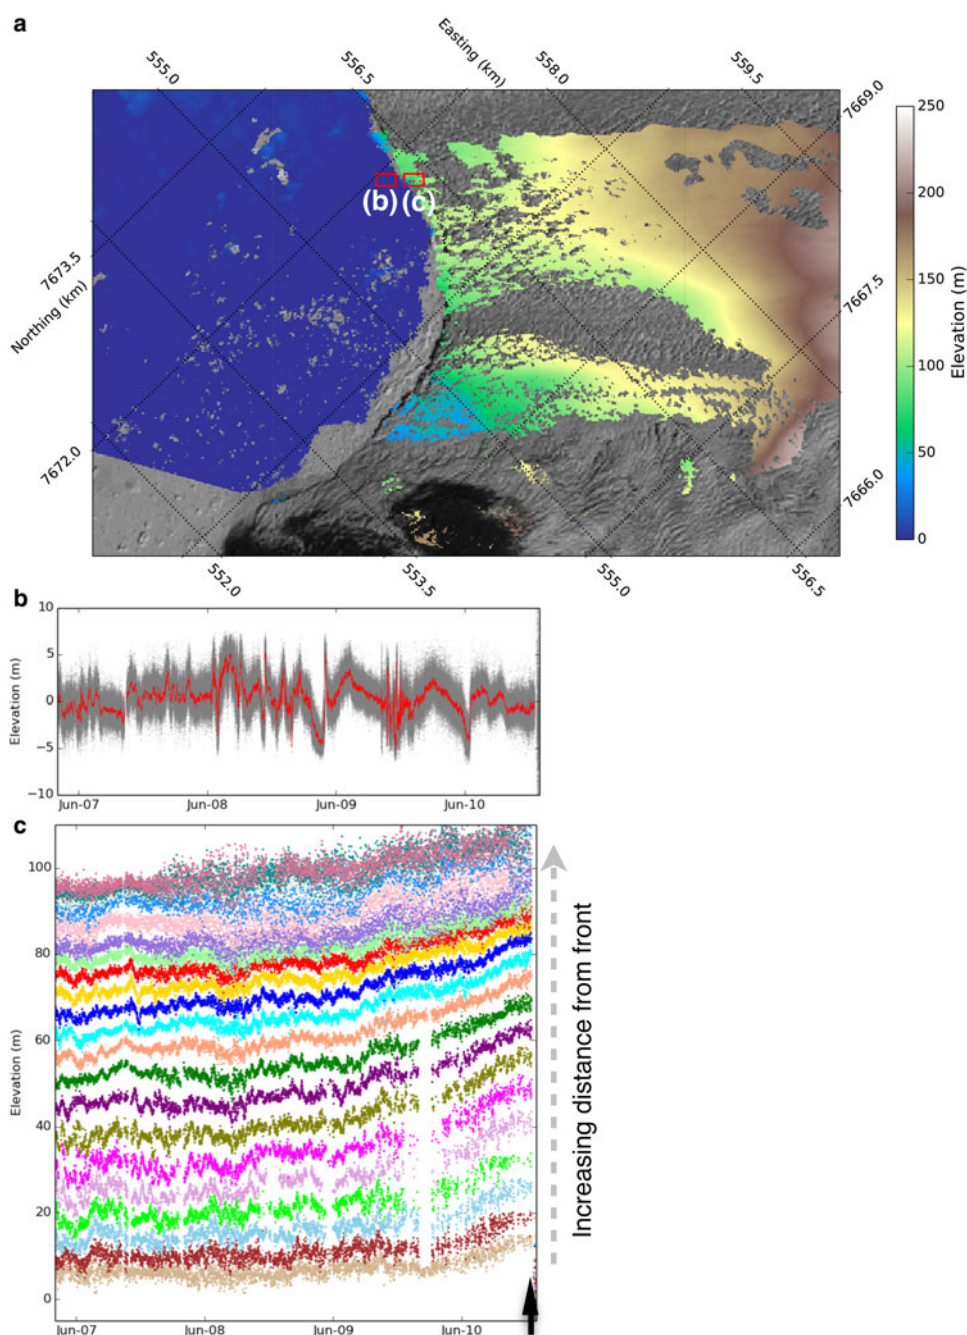 a
Easting (km)
555.0
556.5
558.0
559.5
7669.0
7673.5
Northing (km)
7672.0
7667.5
7666.0
552.0
553.5
555.0
556.5
(b) (c)
250
200
150
100
50
0
Elevation (m)
b
10
5
0
−5
−10
Elevation (m)
Jun-07 Jun-08 Jun-09 Jun-10
c
100
80
60
40
20
0
Elevation (m)
Jun-07 Jun-08 Jun-09 Jun-10
Increasing distance from front